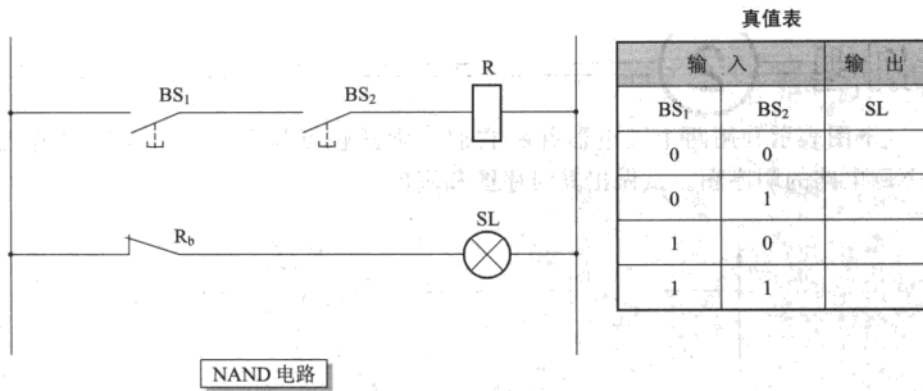 真值表
输 入 输 出
BS₁ BS₂ SL
0 0
0 1
1 0
1 1
BS₁ BS₂ R
R_b SL
NAND 电路